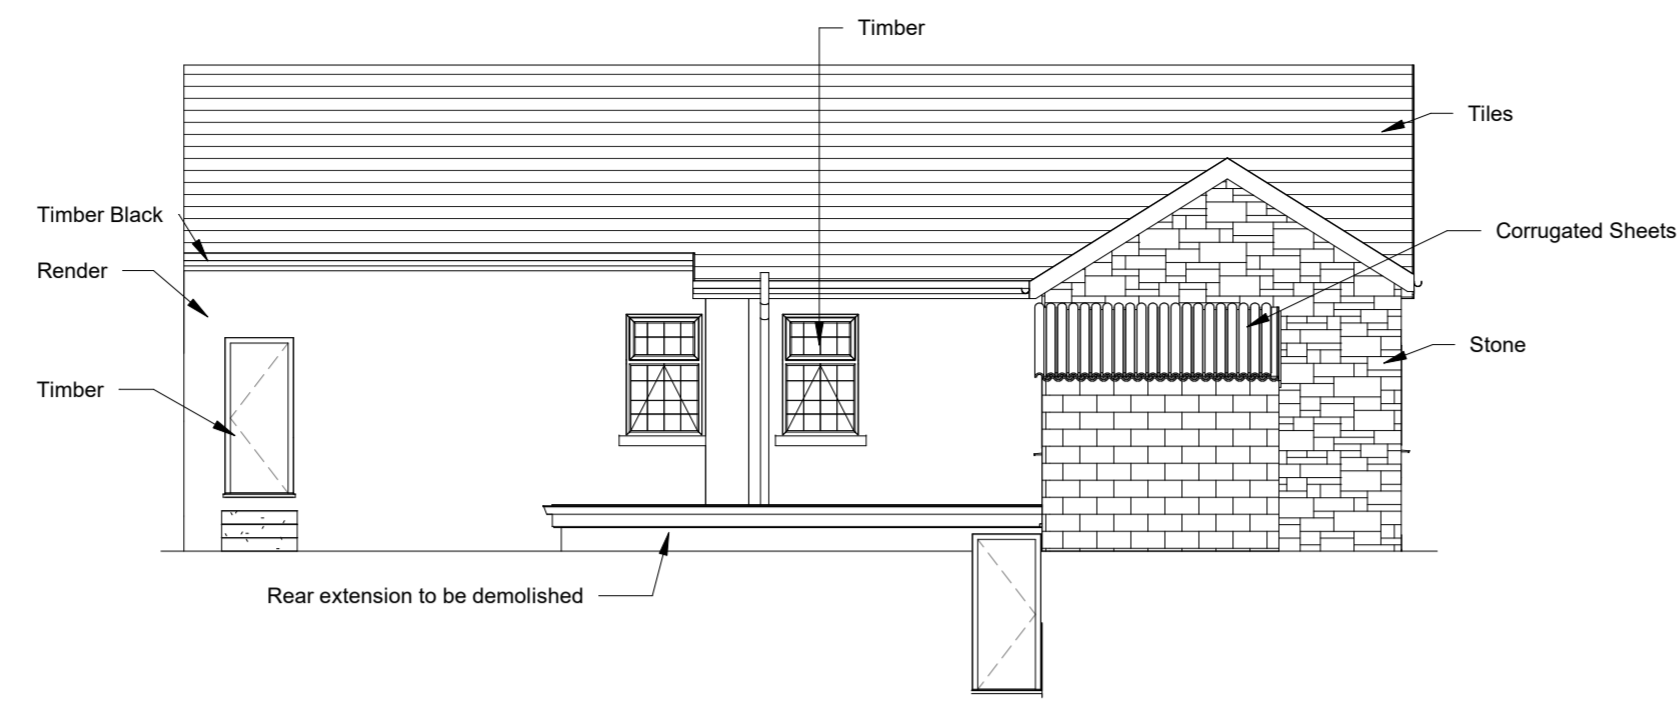 Timber
Tiles
Timber Black
Corrugated Sheets
Render
Stone
Timber
Rear extension to be demolished